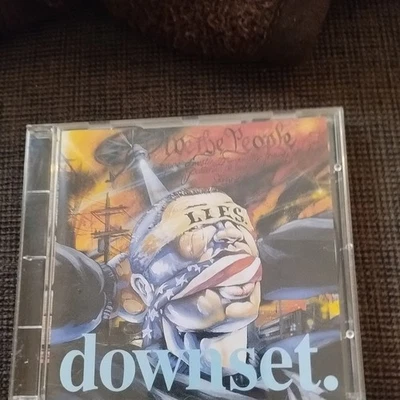 We the People
LIES.
downset.